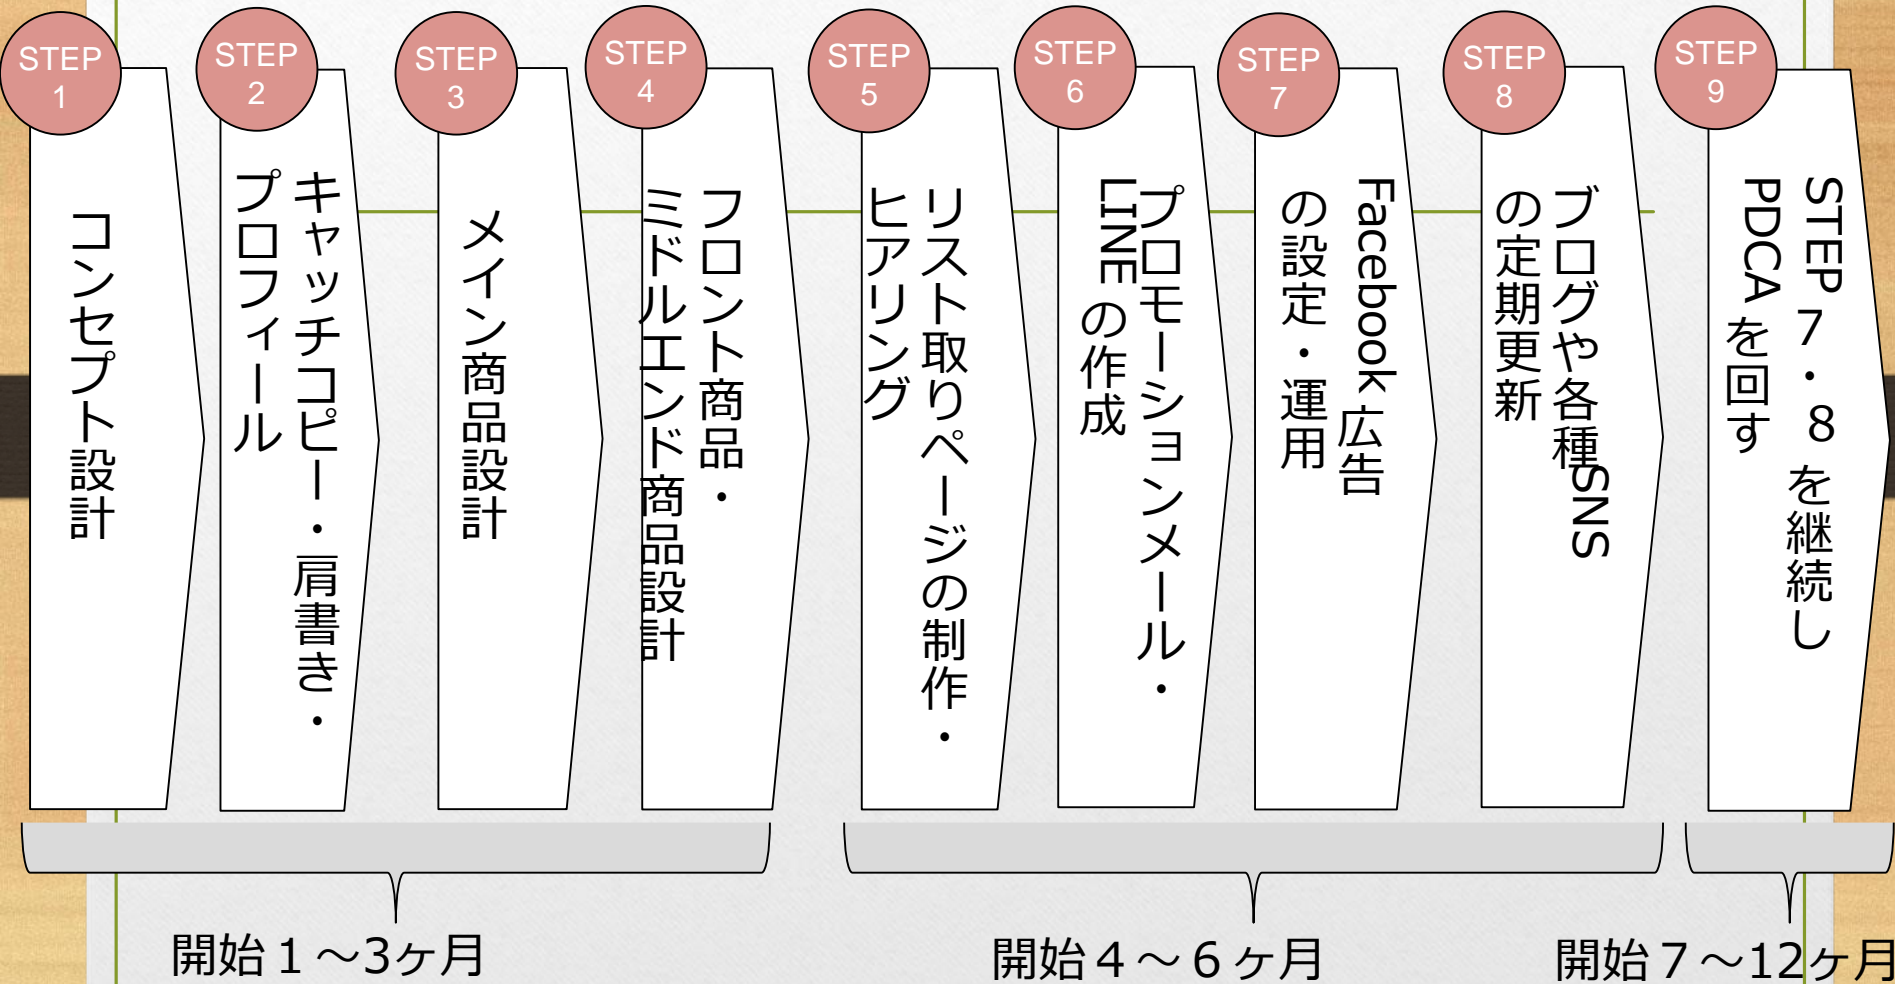 STEP
1
コンセプト設計
STEP
2
キャッチコピー・肩書き・
プロフィール
STEP
3
メイン商品設計
STEP
4
フロント商品・
ミドルエンド商品設計
STEP
5
リスト取りページの制作・
ヒアリング
STEP
6
プロモーションメール・
LINEの作成
STEP
7
Facebook広告
の設定・運用
STEP
8
ブログや各種SNS
の定期更新
STEP
9
STEP 7・8を継続し
PDCAを回す
開始1～3ヶ月
開始4～6ヶ月
開始7～12ヶ月